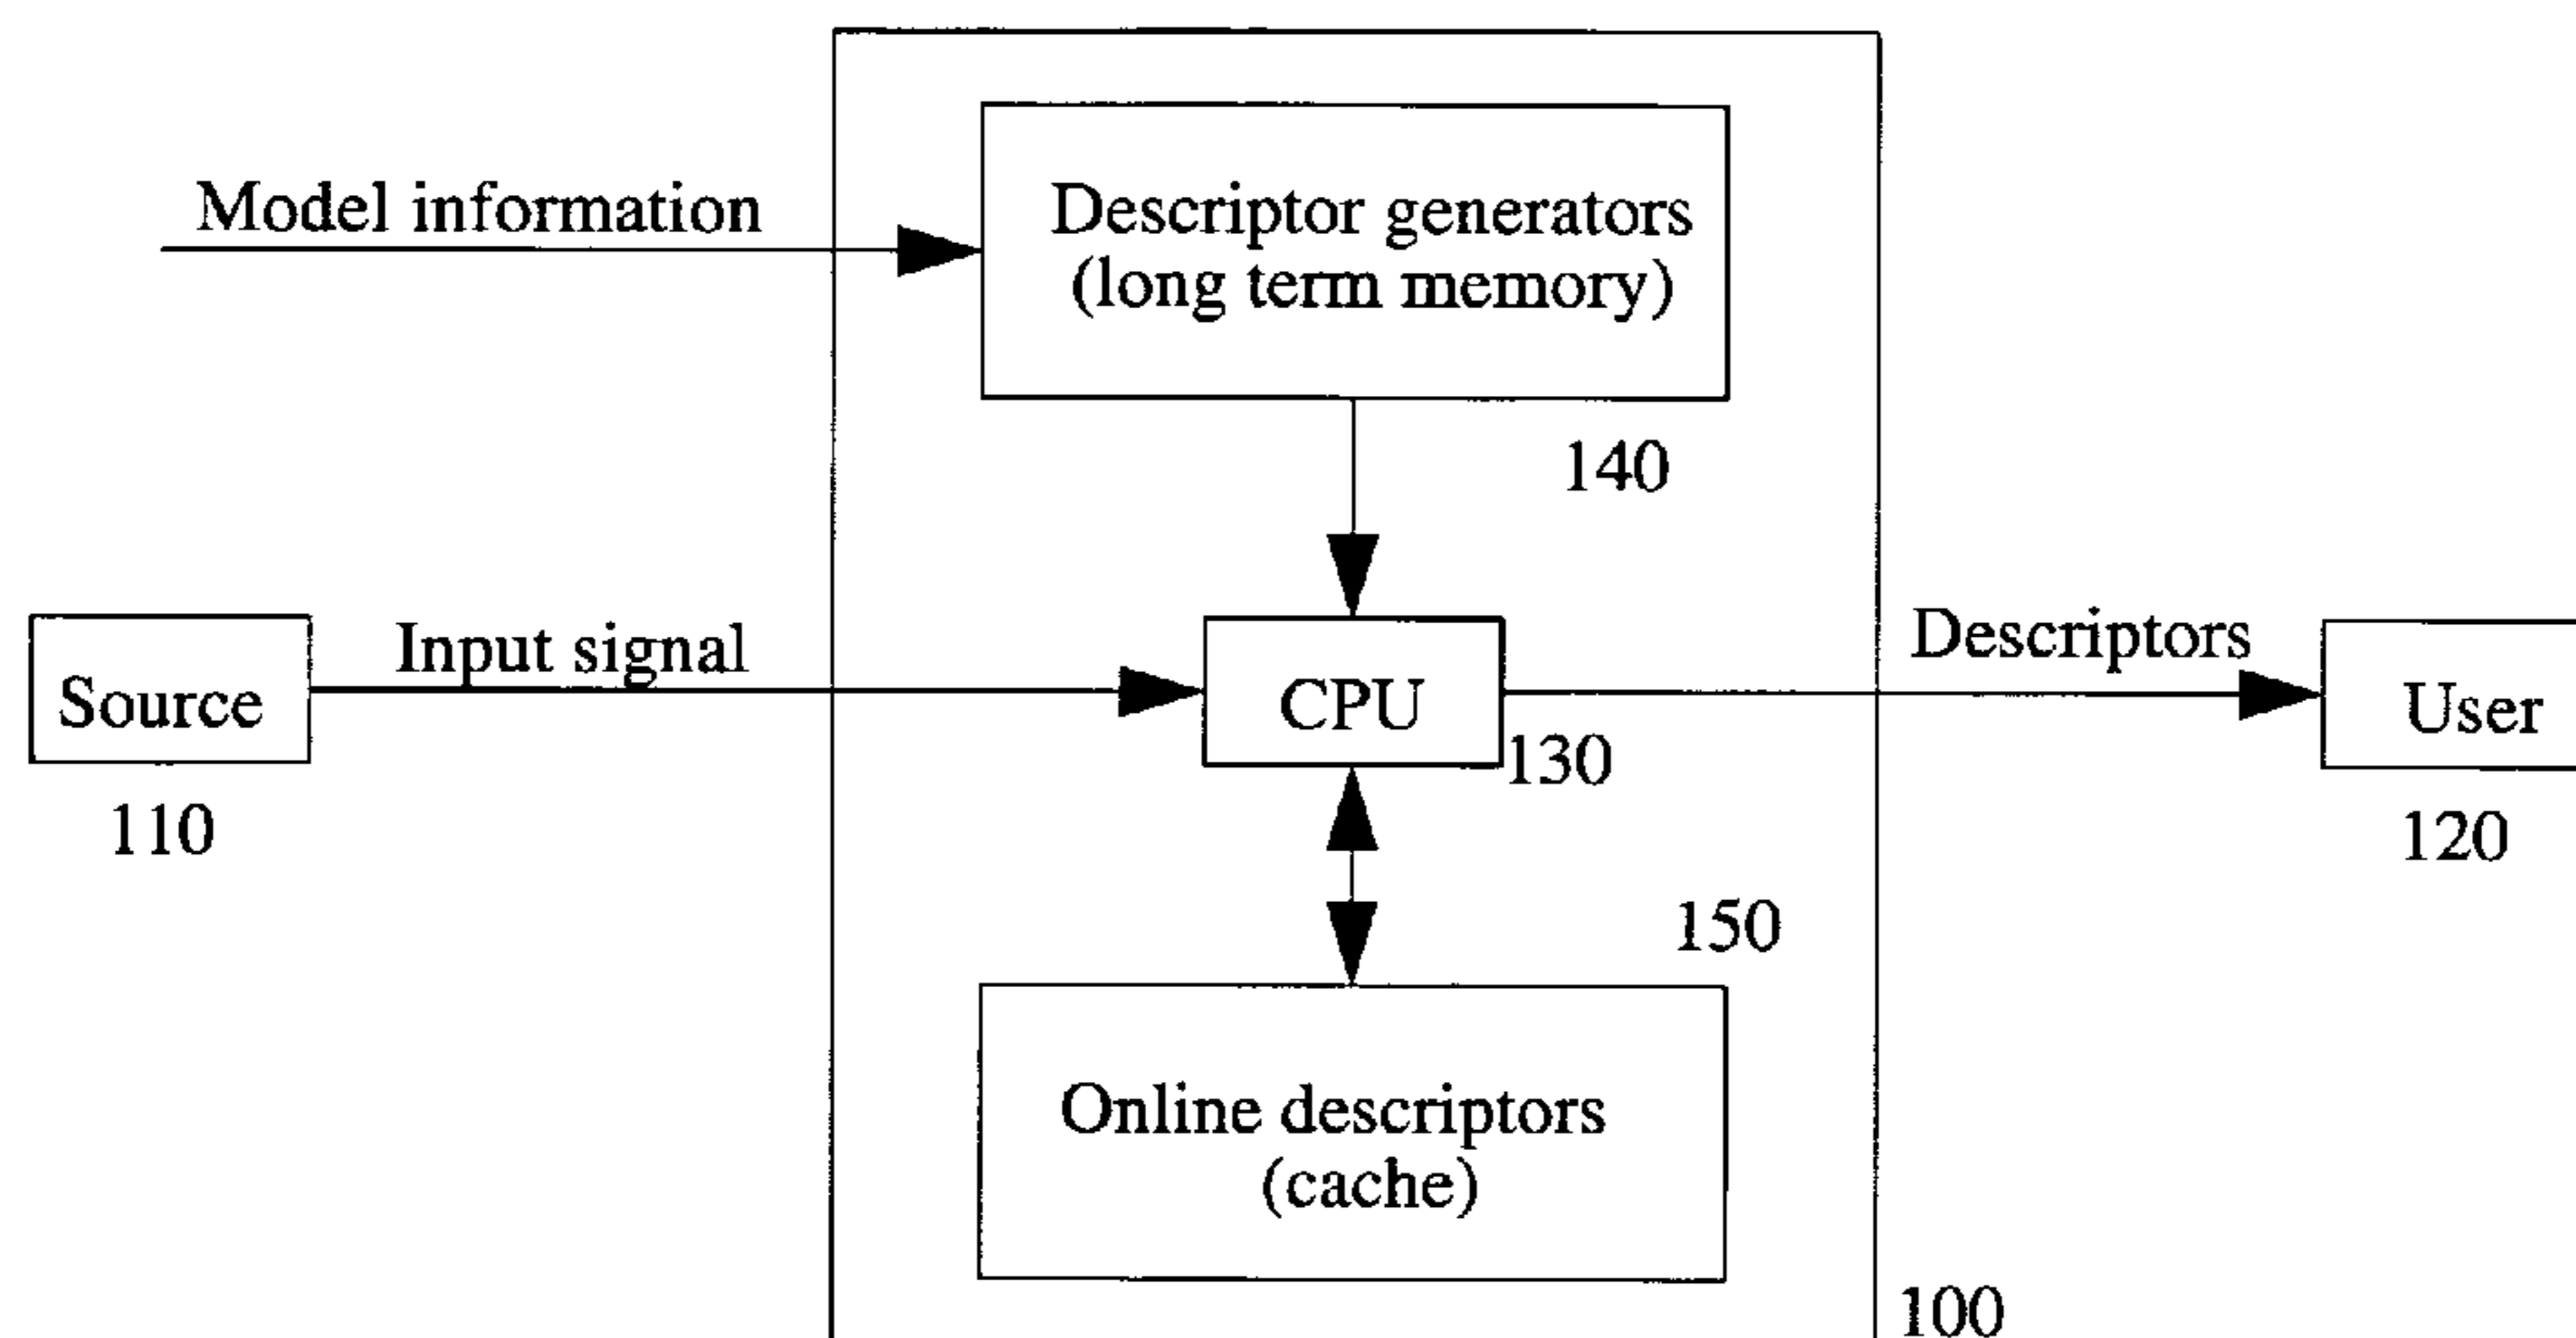 Model information
Descriptor generators
(long term memory)
140
Source
110
Input signal
CPU
130
Descriptors
User
120
150
Online descriptors
(cache)
100